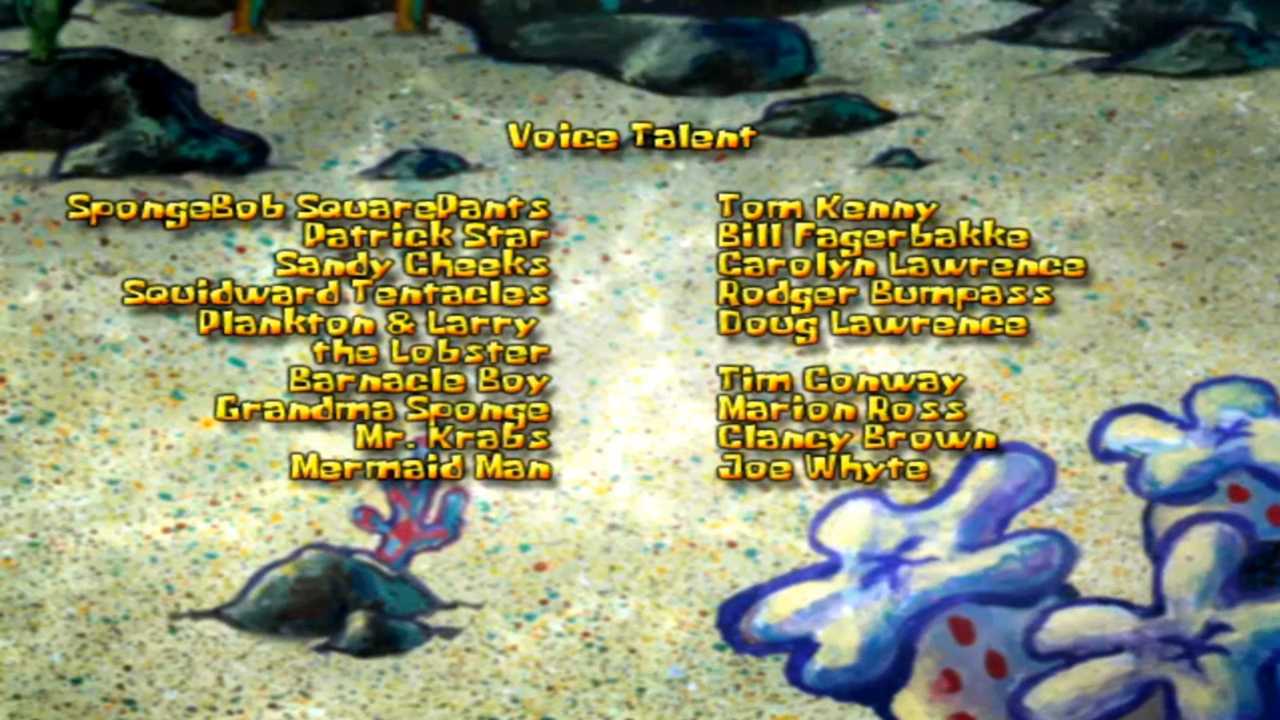 Voice Talent
SpongeBob SquarePants Tom Kenny
Patrick Star Bill Fagerbakke
Sandy Cheeks Carolyn Lawrence
Squidward Tentacles Rodger Bumpass
Plankton & Larry Doug Lawrence
the Lobster
Barnacle Boy Tim Conway
Grandma Sponge Marion Ross
Mr. Krabs Clancy Brown
Mermaid Man Joe Whyte